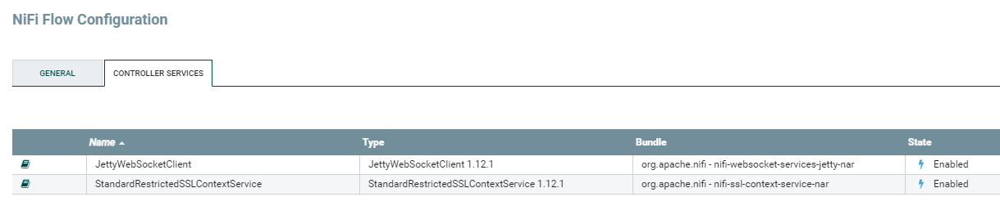 NiFi Flow Configuration
GENERAL CONTROLLER SERVICES
Name Type Bundle State
JettyWebSocketClient JettyWebSocketClient 1.12.1 org.apache.nifi - nifi-websocket-services-jetty-nar Enabled
StandardRestrictedSSLContextService StandardRestrictedSSLContextService 1.12.1 org.apache.nifi - nifi-ssl-context-service-nar Enabled